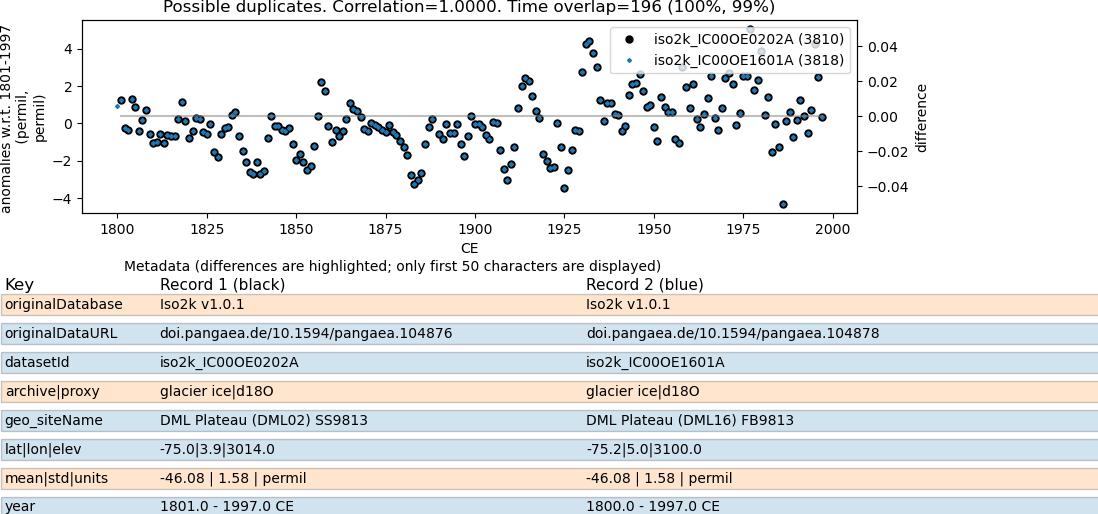 Possible duplicates. Correlation=1.0000. Time overlap=196 (100%, 99%)
anomalies w.r.t. 1801-1997
(permil,
permil)
4
2
0
−2
−4
iso2k_IC00OE0202A (3810)
iso2k_IC00OE1601A (3818)
0.04
0.02
0.00
−0.02
−0.04
difference
1800 1825 1850 1875 1900 1925 1950 1975 2000
CE
Metadata (differences are highlighted; only first 50 characters are displayed)
Key Record 1 (black) Record 2 (blue)
originalDatabase Iso2k v1.0.1 Iso2k v1.0.1
originalDataURL doi.pangaea.de/10.1594/pangaea.104876 doi.pangaea.de/10.1594/pangaea.104878
datasetId iso2k_IC00OE0202A iso2k_IC00OE1601A
archive|proxy glacier ice|d18O glacier ice|d18O
geo_siteName DML Plateau (DML02) SS9813 DML Plateau (DML16) FB9813
lat|lon|elev -75.0|3.9|3014.0 -75.2|5.0|3100.0
mean|std|units -46.08 | 1.58 | permil -46.08 | 1.58 | permil
year 1801.0 - 1997.0 CE 1800.0 - 1997.0 CE